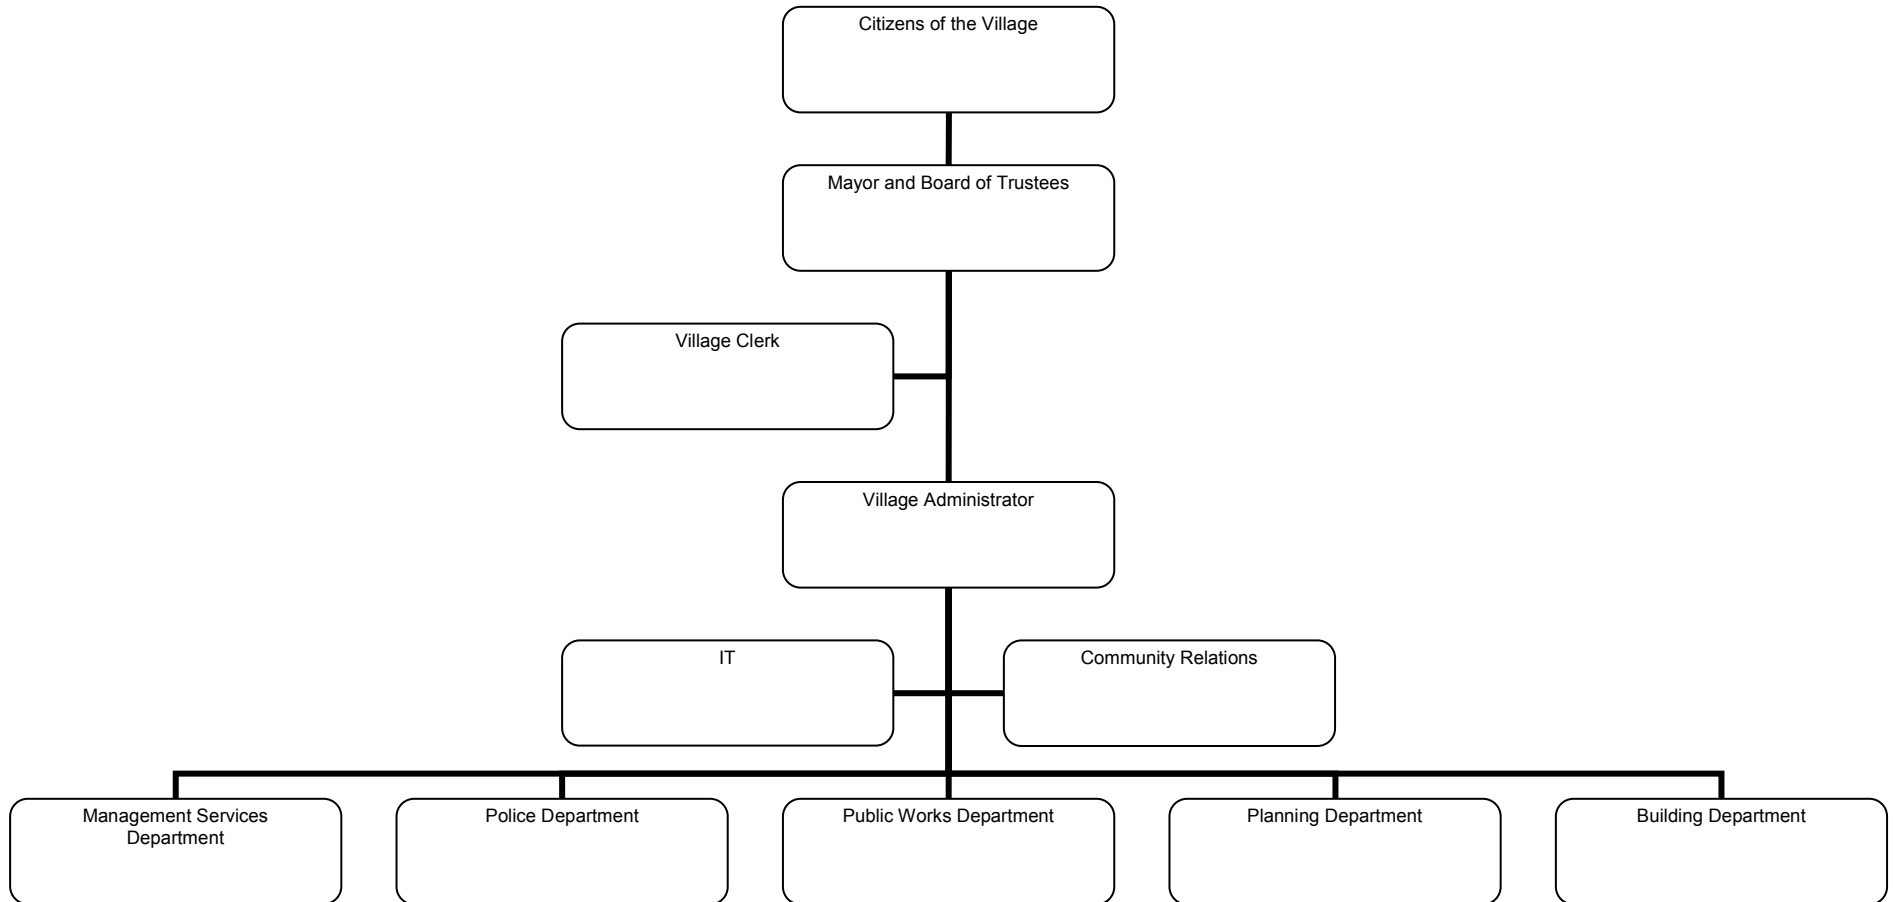 Citizens of the Village
Mayor and Board of Trustees
Village Clerk
Village Administrator
IT
Community Relations
Management Services
Department
Police Department
Public Works Department
Planning Department
Building Department